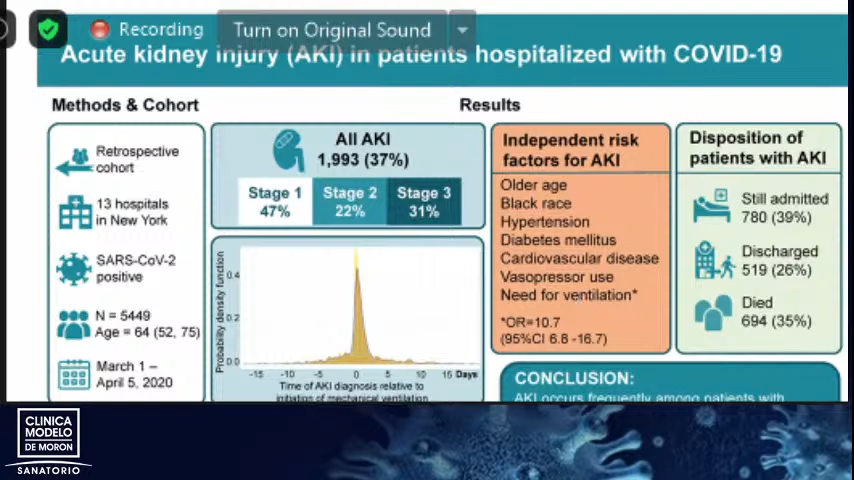 Recording
Turn on Original Sound
Acute kidney injury (AKI) in patients hospitalized with COVID-19
Methods & Cohort
Results
Retrospective
cohort
13 hospitals
in New York
SARS-CoV-2
positive
N = 5449
Age = 64 (52, 75)
March 1 –
April 5, 2020
All AKI
1,993 (37%)
Stage 1
47%
Stage 2
22%
Stage 3
31%
Probability density function
0.4
0.2
0.0
-15 -10 -5 0 5 10 15 Days
Time of AKI diagnosis relative to
initiation of mechanical ventilation
Independent risk
factors for AKI
Older age
Black race
Hypertension
Diabetes mellitus
Cardiovascular disease
Vasopressor use
Need for ventilation*
*OR=10.7
(95%CI 6.8 -16.7)
Disposition of
patients with AKI
Still admitted
780 (39%)
Discharged
519 (26%)
Died
694 (35%)
CONCLUSION:
AKI occurs frequently among patients with
CLINICA
MODELO
DE MORON
SANATORIO